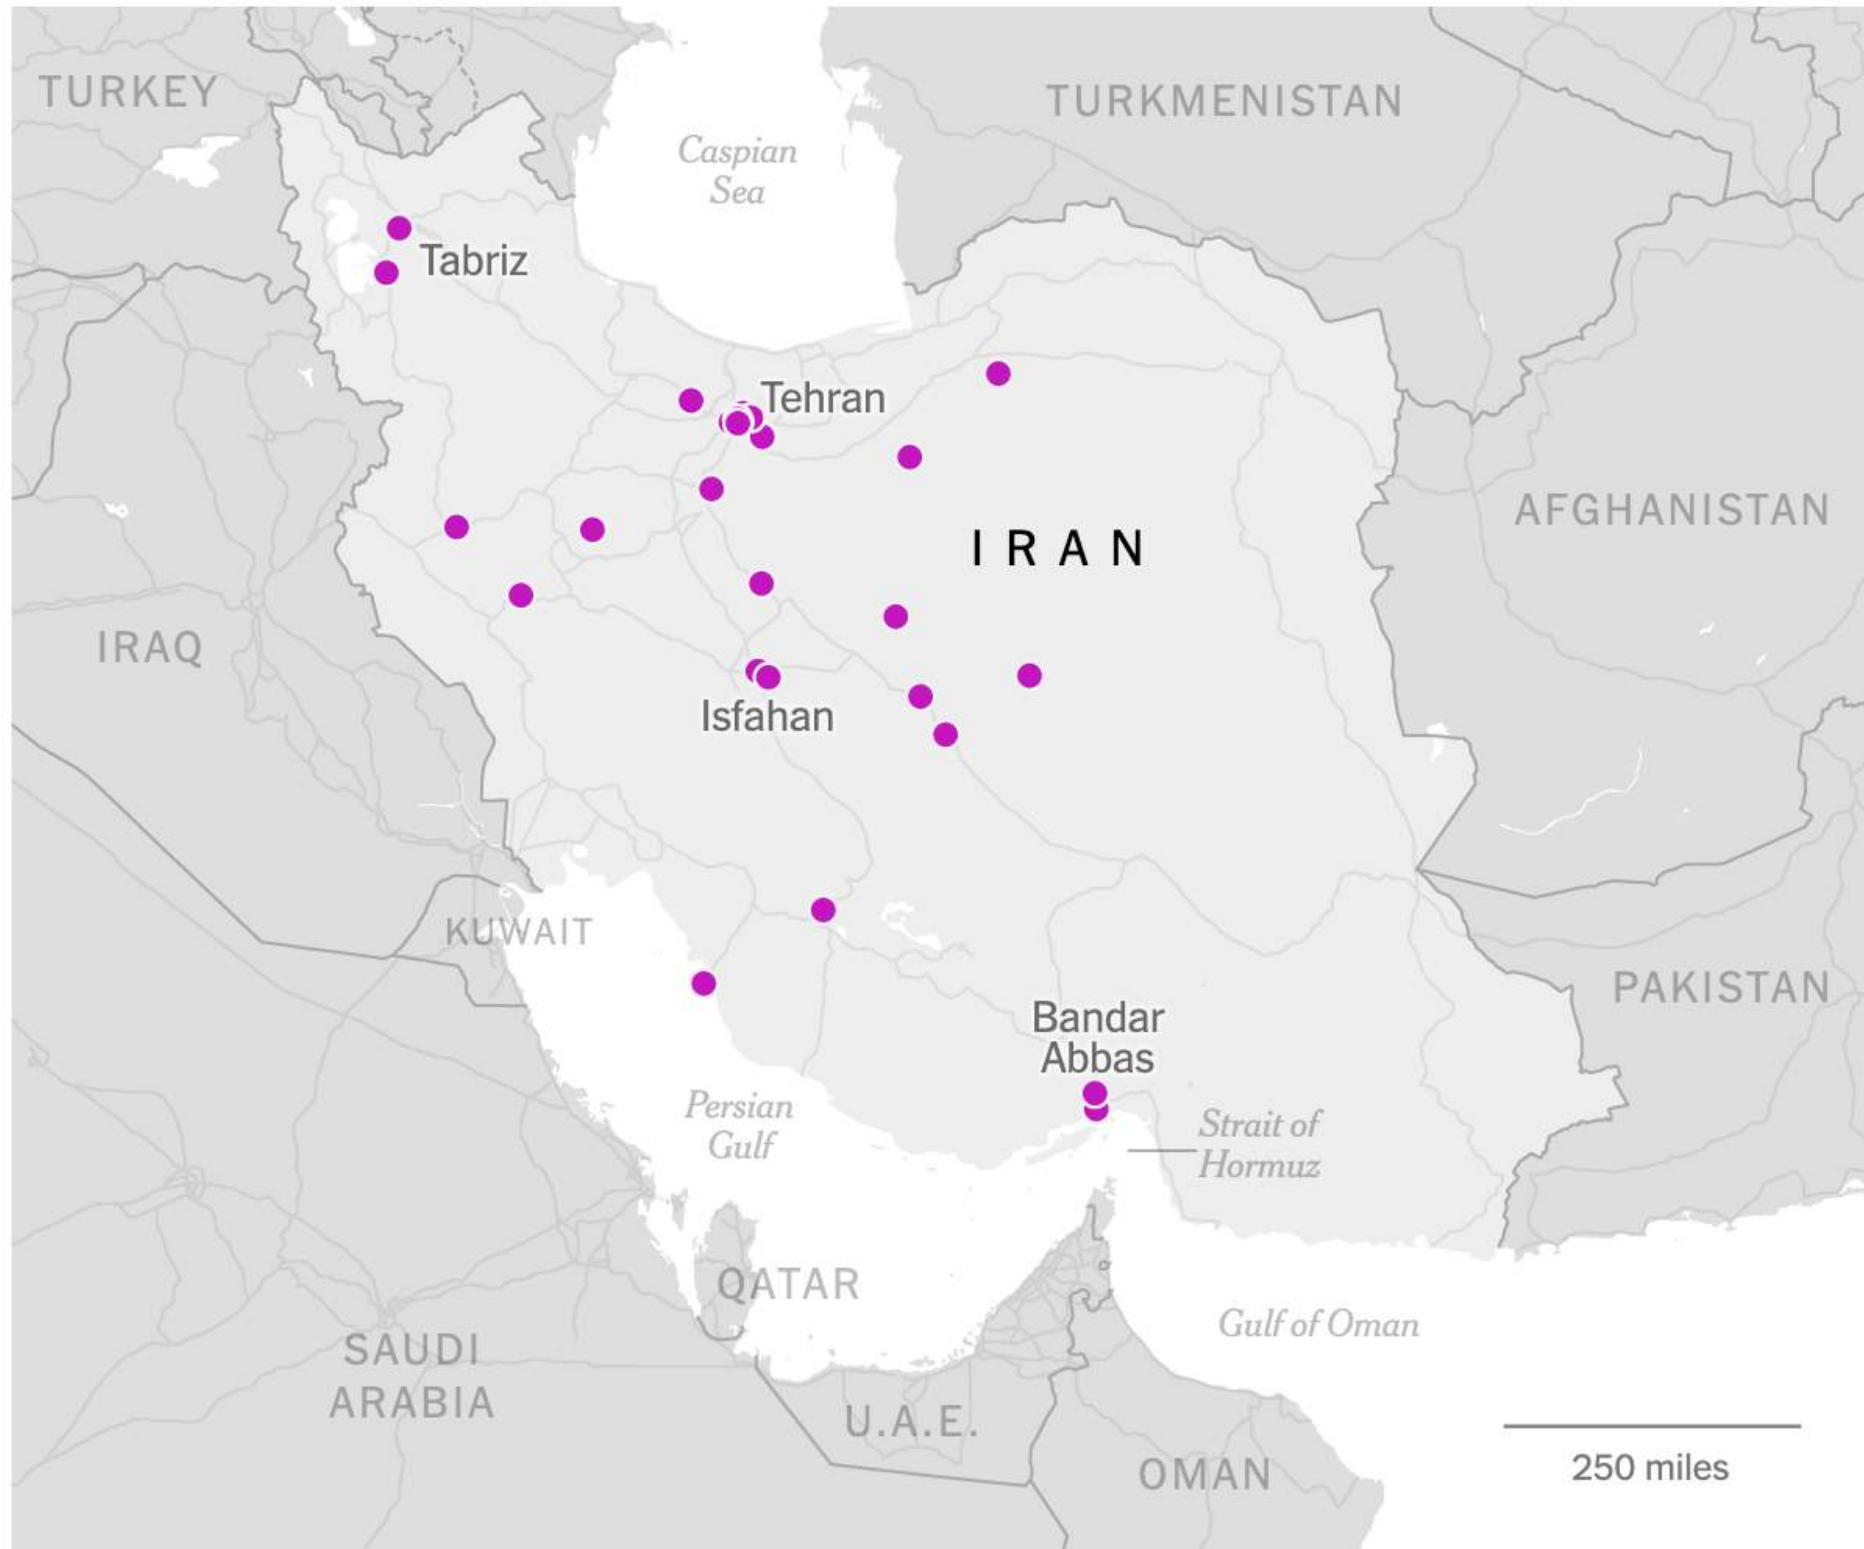 TURKEY
TURKMENISTAN
Caspian
Sea
Tabriz
Tehran
AFGHANISTAN
IRAN
IRAQ
Isfahan
KUWAIT
PAKISTAN
Bandar
Abbas
Persian
Gulf
Strait of
Hormuz
QATAR
Gulf of Oman
SAUDI
ARABIA
U.A.E.
OMAN
250 miles